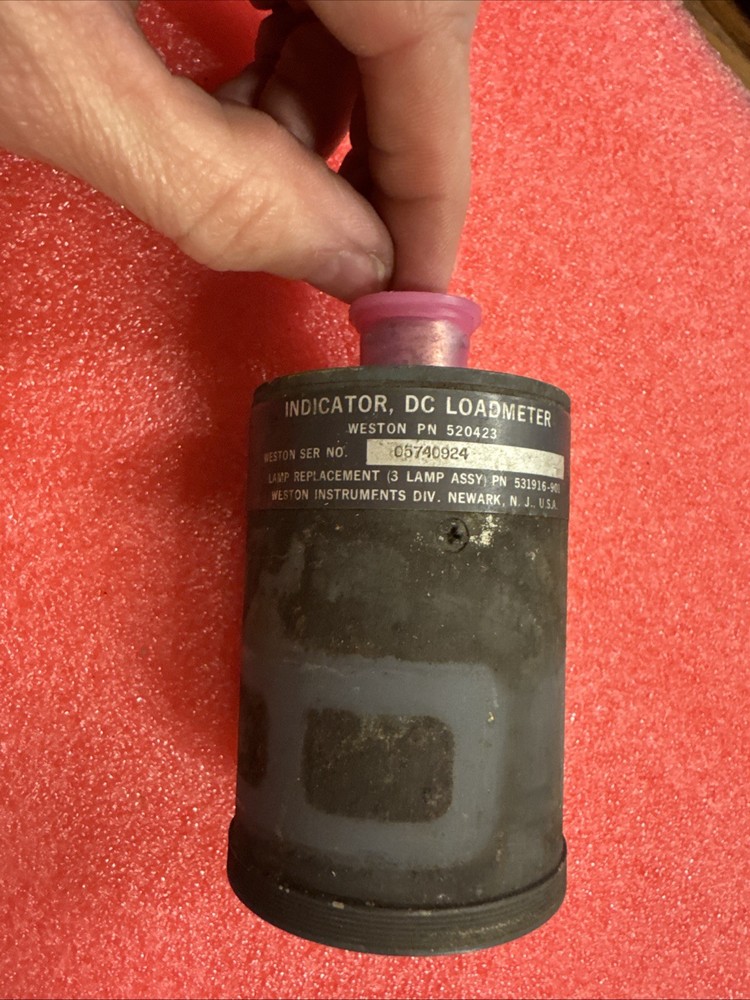 INDICATOR, DC LOADMETER
WESTON PN 520423
WESTON SER NO. 05740924
LAMP REPLACEMENT (3 LAMP ASSY) PN 531916-901
WESTON INSTRUMENTS DIV. NEWARK, N. J., U.S.A.